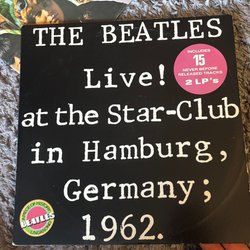 THE BEATLES
Live!
at the Star-Club
in Hamburg,
Germany;
1962.
INCLUDES
15
NEVER BEFORE
RELEASED TRACKS
2 LP's
BEATLES